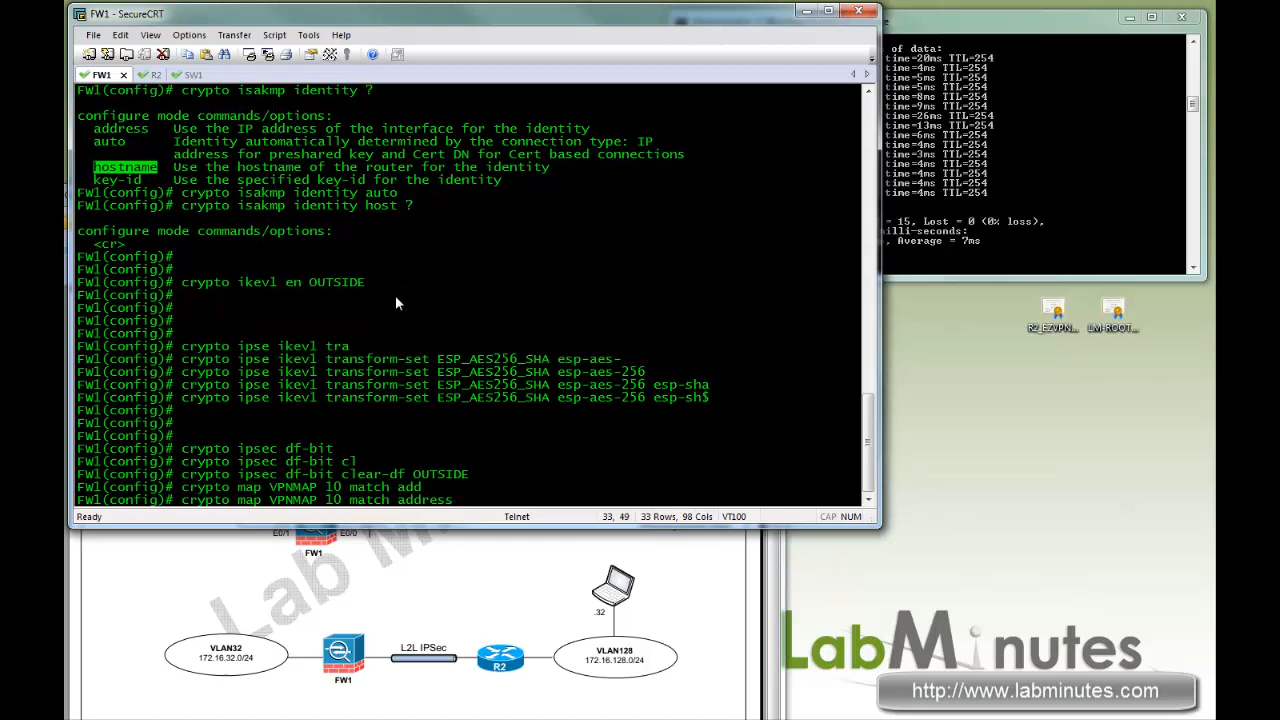 FW1 - SecureCRT
File Edit View Options Transfer Script Tools Help
FW1 R2 SW1
FW1(config)# crypto isakmp identity ?
configure mode commands/options:
address Use the IP address of the interface for the identity
auto Identity automatically determined by the connection type: IP
address for preshared key and Cert DN for Cert based connections
hostname Use the hostname of the router for the identity
key-id Use the specified key-id for the identity
FW1(config)# crypto isakmp identity auto
FW1(config)# crypto isakmp identity host ?
configure mode commands/options:
<cr>
FW1(config)#
FW1(config)#
FW1(config)# crypto ikev1 en OUTSIDE
FW1(config)#
FW1(config)#
FW1(config)#
FW1(config)#
FW1(config)# crypto ipse ikev1 tra
FW1(config)# crypto ipse ikev1 transform-set ESP_AES256_SHA esp-aes-
FW1(config)# crypto ipse ikev1 transform-set ESP_AES256_SHA esp-aes-256
FW1(config)# crypto ipse ikev1 transform-set ESP_AES256_SHA esp-aes-256 esp-sha
FW1(config)# crypto ipse ikev1 transform-set ESP_AES256_SHA esp-aes-256 esp-sh$
FW1(config)#
FW1(config)#
FW1(config)#
FW1(config)# crypto ipsec df-bit
FW1(config)# crypto ipsec df-bit cl
FW1(config)# crypto ipsec df-bit clear-df OUTSIDE
FW1(config)# crypto map VPNMAP 10 match add
FW1(config)# crypto map VPNMAP 10 match address
Ready Telnet 33, 49 33 Rows, 98 Cols VT100 CAP NUM
of data:
time=20ms TTL=254
time=4ms TTL=254
time=5ms TTL=254
time=5ms TTL=254
time=8ms TTL=254
time=9ms TTL=254
time=26ms TTL=254
time=13ms TTL=254
time=6ms TTL=254
time=4ms TTL=254
time=3ms TTL=254
time=4ms TTL=254
time=4ms TTL=254
time=4ms TTL=254
time=4ms TTL=254
= 15, Lost = 0 (0% loss),
illi-seconds:
, Average = 7ms
R2_EZVPN... LM-ROOT...
E0/1 E0/0
FW1
Lab M
.32
VLAN32
172.16.32.0/24
FW1
L2L IPSec
R2
VLAN128
172.16.128.0/24
LabMinutes
http://www.labminutes.com